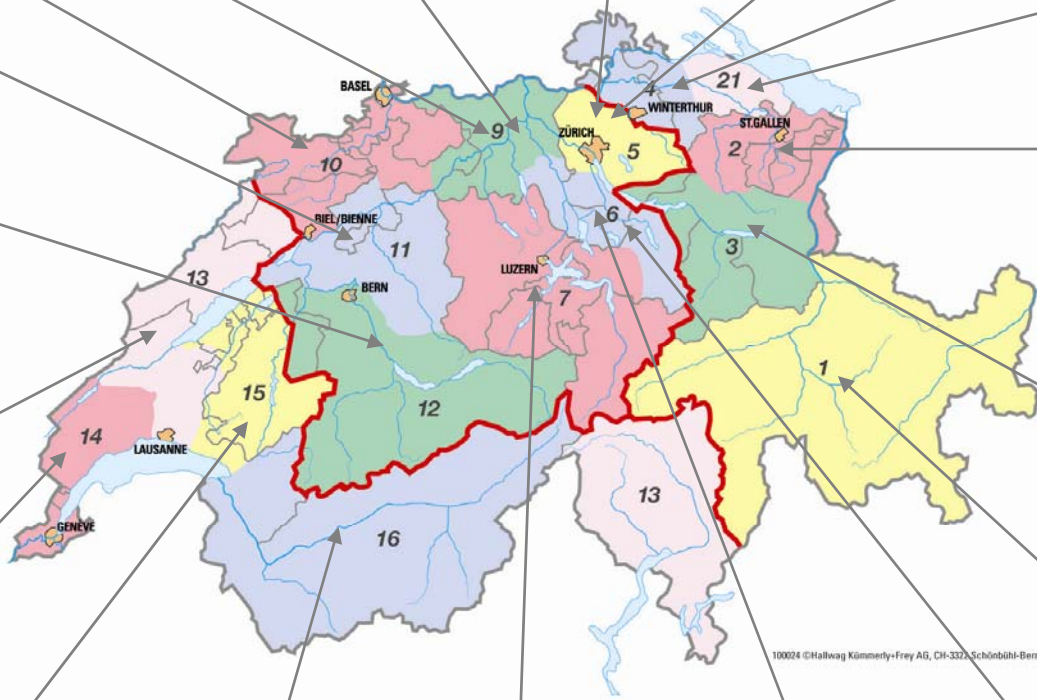 BASEL
21
4
WINTERTHUR
9
ZÜRICH
ST.GALLEN
5
2
10
6
BIEL/BIENNE
11
3
13
LUZERN
BERN
7
1
15
12
14
LAUSANNE
13
GENÈVE
16
100024 ©Hallwag Kümmerly+Frey AG, CH-3322 Schönbühl-Bern